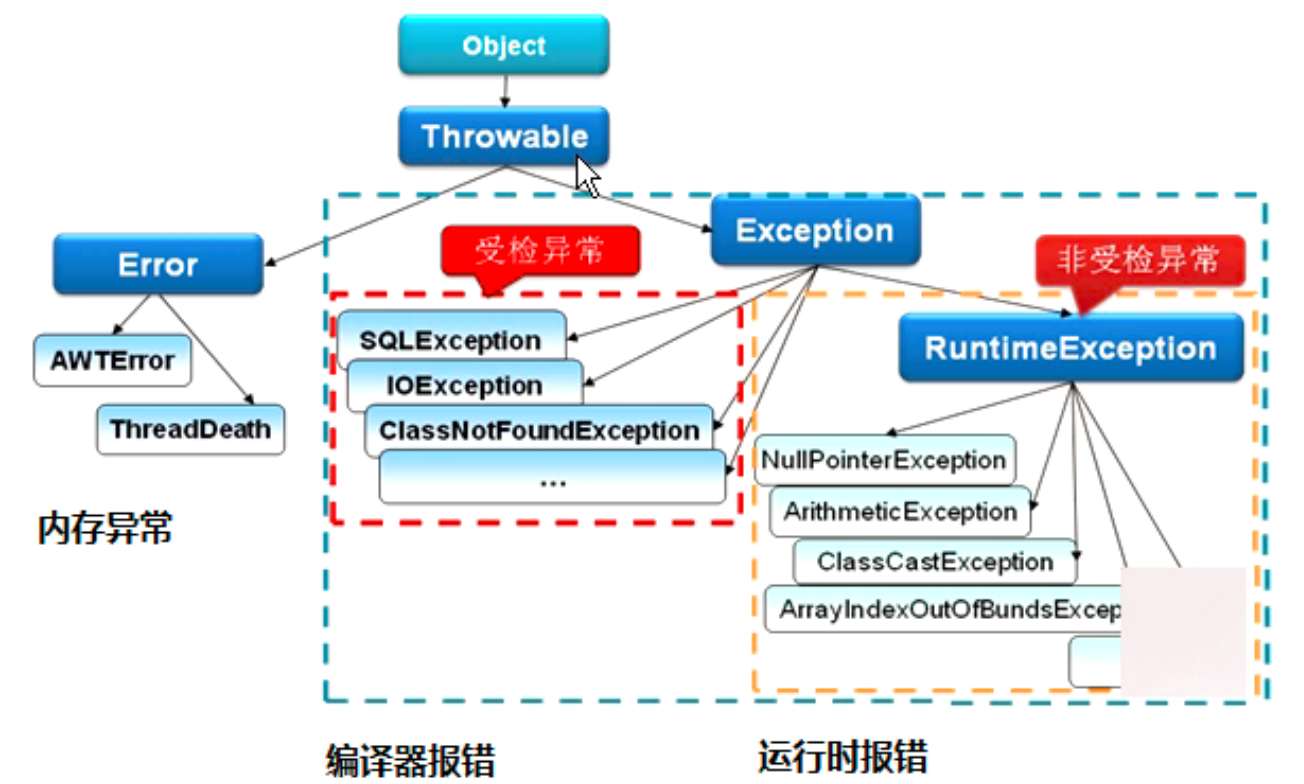 Object
Throwable
Exception
受检异常
非受检异常
Error
SQLException
RuntimeException
AWTError
IOException
ThreadDeath
ClassNotFoundException
...
NullPointerException
内存异常
ArithmeticException
ClassCastException
ArrayIndexOutOfBundsExcep
编译器报错
运行时报错